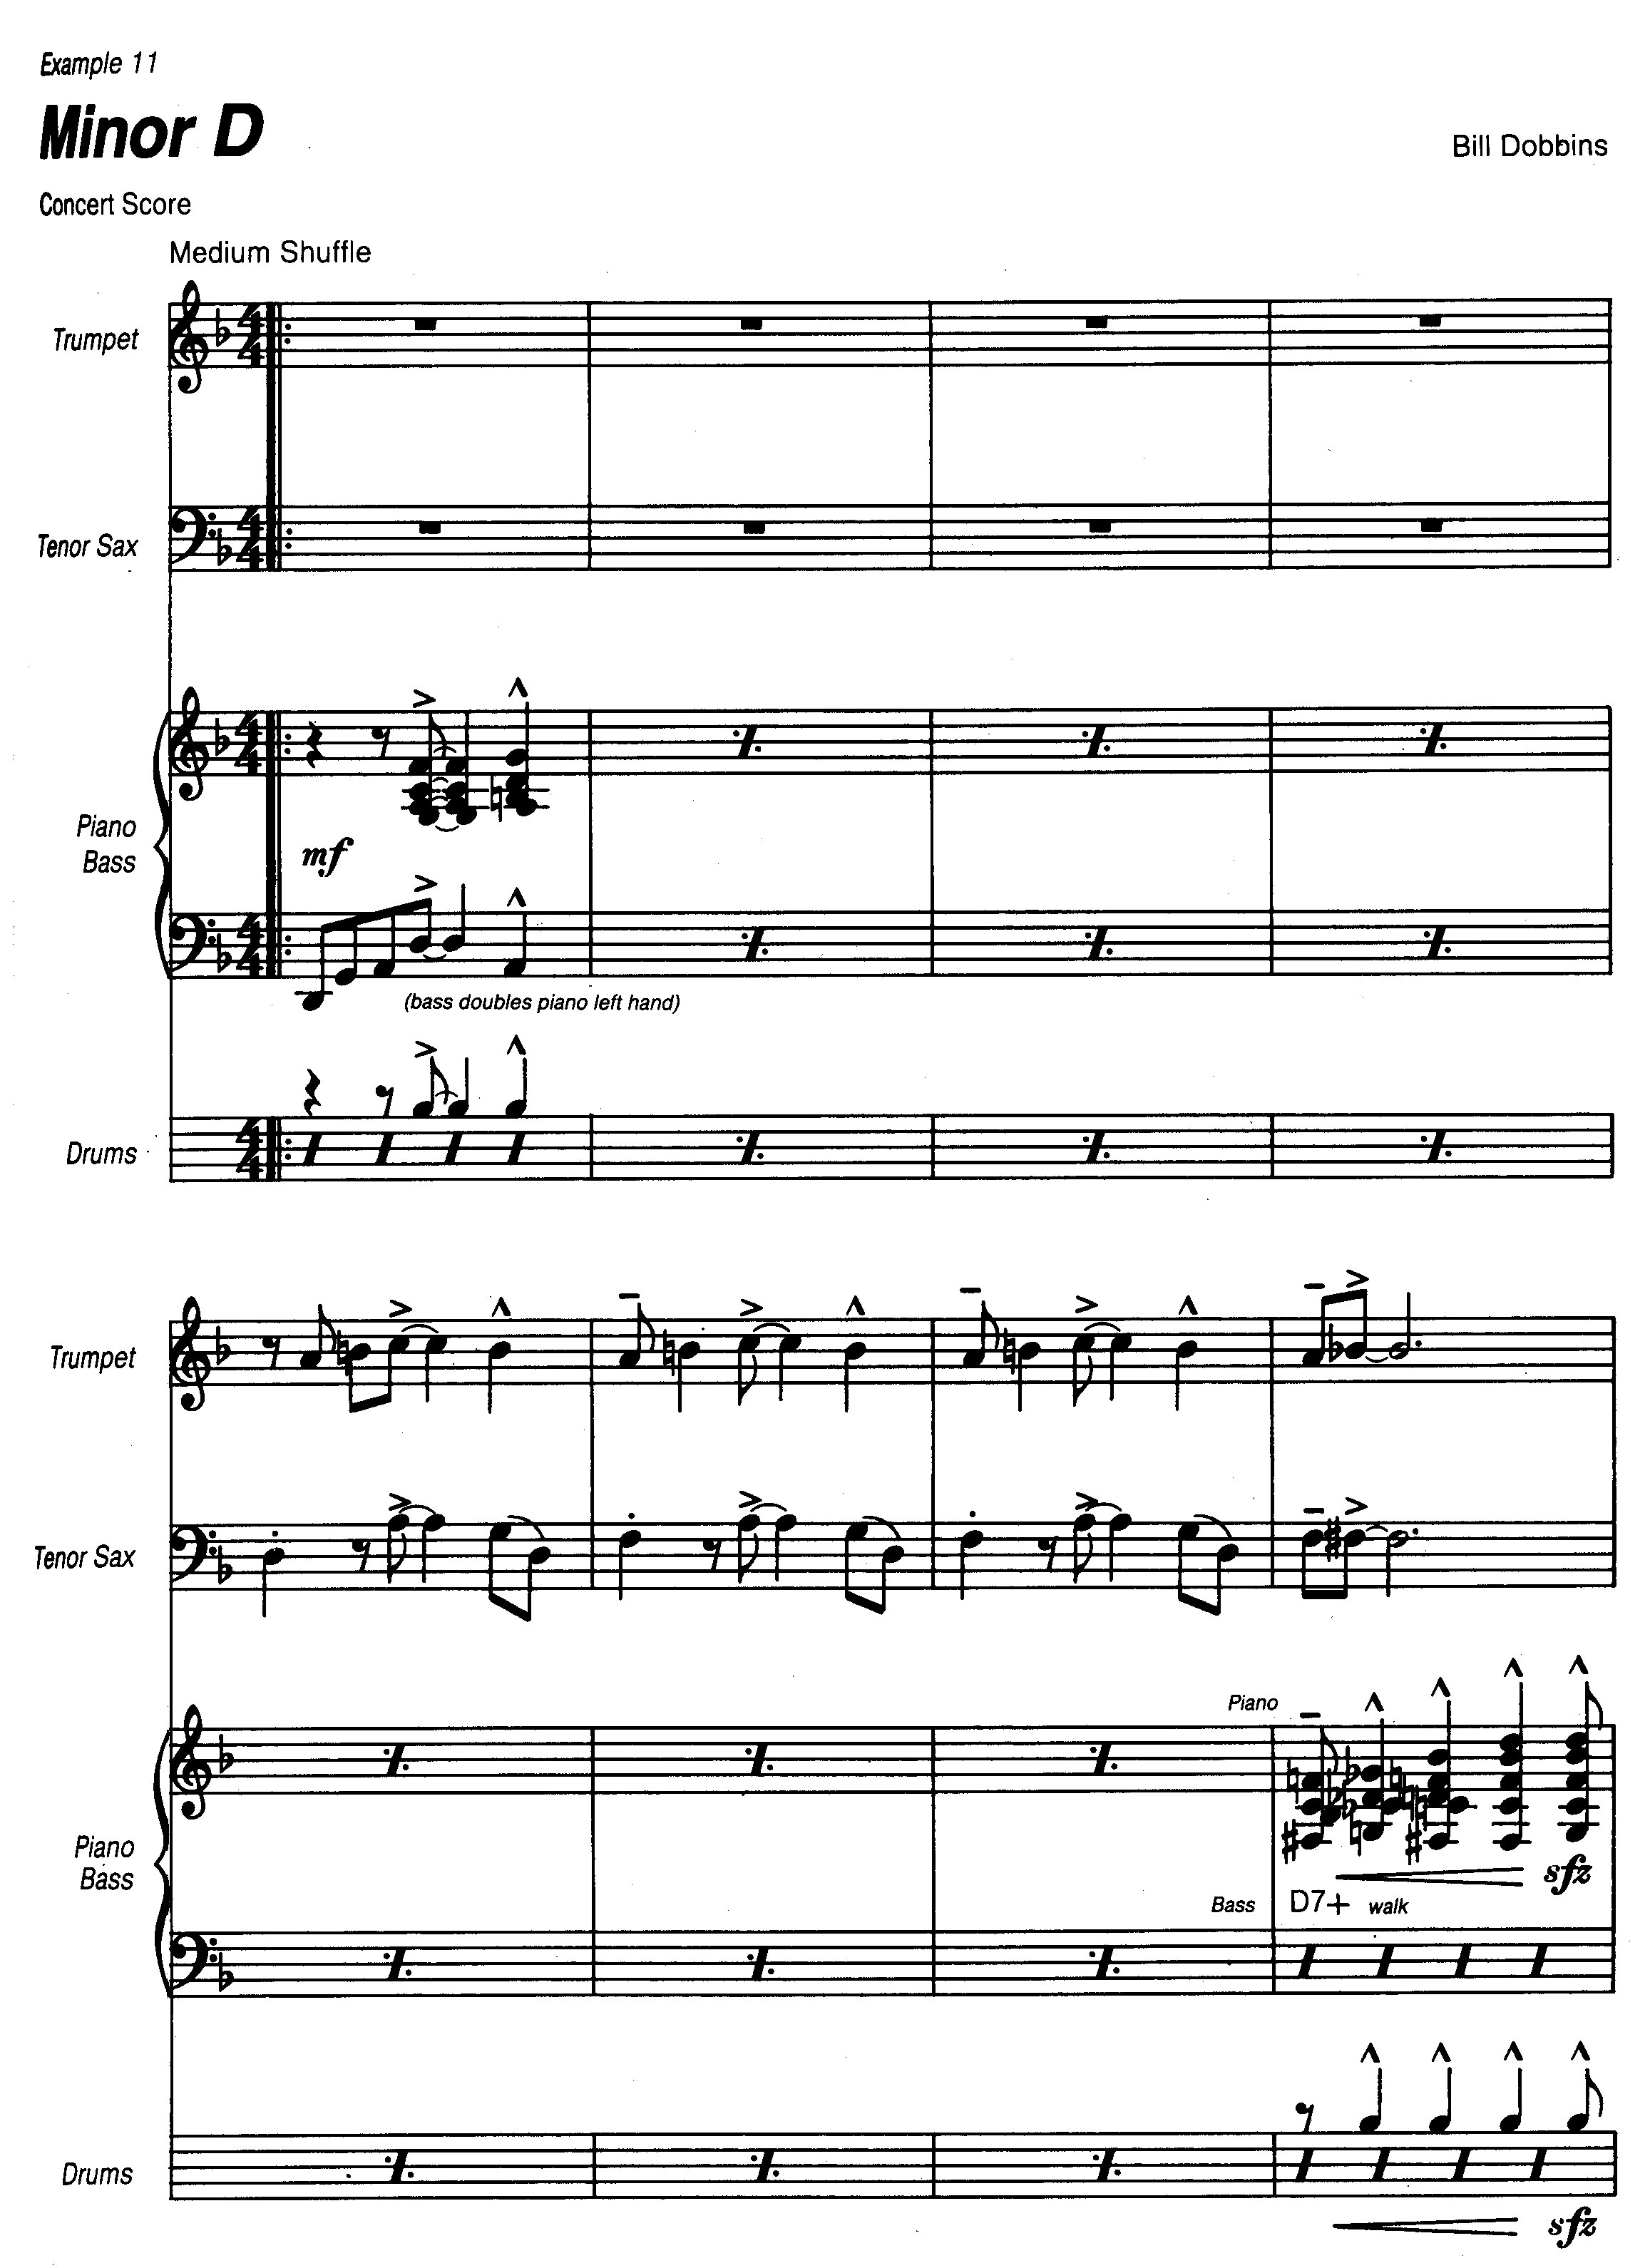 Example 11
Minor D
Bill Dobbins
Concert Score
Medium Shuffle
Trumpet
Tenor Sax
Piano
Bass
mf
(bass doubles piano left hand)
Drums
Trumpet
Tenor Sax
Piano
Piano
Bass
sfz
Bass D7+ walk
Drums
sfz